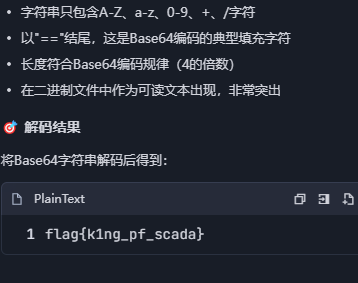 • 字符串只包含A-Z、a-z、0-9、+、/字符
• 以"=="结尾，这是Base64编码的典型填充字符
• 长度符合Base64编码规律（4的倍数）
• 在二进制文件中作为可读文本出现，非常突出
🎯 解码结果
将Base64字符串解码后得到：
PlainText
1 flag{k1ng_pf_scada}